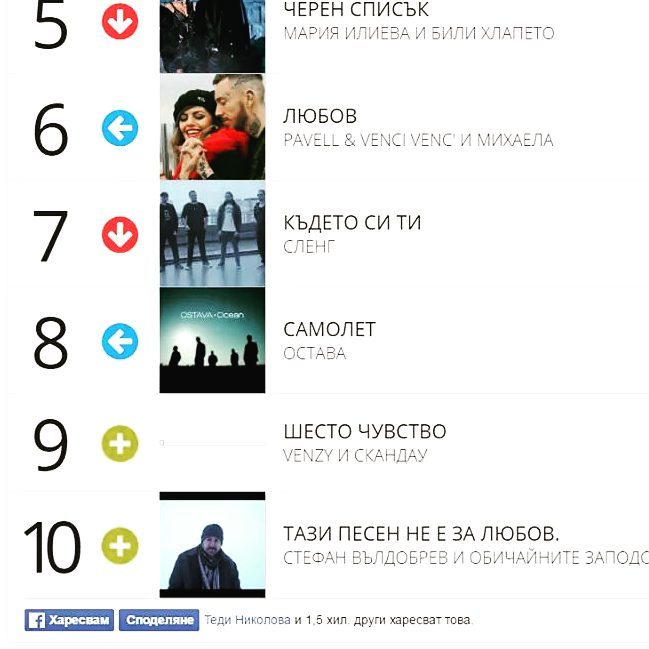 5
ЧЕРЕН СПИСЪК
МАРИЯ ИЛИЕВА И БИЛИ ХЛАПЕТО
6
ЛЮБОВ
PAVELL & VENCI VENC' И МИХАЕЛА
7
КЪДЕТО СИ ТИ
СЛЕНГ
8
OSTAVA - Ocean
САМОЛЕТ
ОСТАВА
9
ШЕСТО ЧУВСТВО
VENZY И СКАНДАУ
10
ТАЗИ ПЕСЕН НЕ Е ЗА ЛЮБОВ.
СТЕФАН ВЪЛДОБРЕВ И ОБИЧАЙНИТЕ ЗАПОДО
Харесвам Споделяне Теди Николова и 1,5 хил. други харесват това.